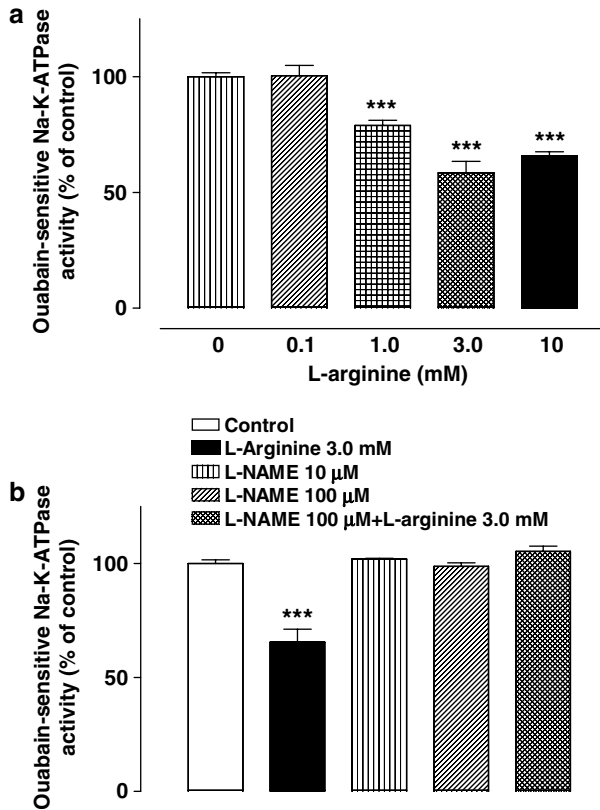 a
Ouabain-sensitive Na-K-ATPase
activity (% of control)
100
50
0
***
***
***
0 0.1 1.0 3.0 10
L-arginine (mM)
Control
L-Arginine 3.0 mM
L-NAME 10 μM
L-NAME 100 μM
L-NAME 100 μM+L-arginine 3.0 mM
b
Ouabain-sensitive Na-K-ATPase
activity (% of control)
100
50
0
***